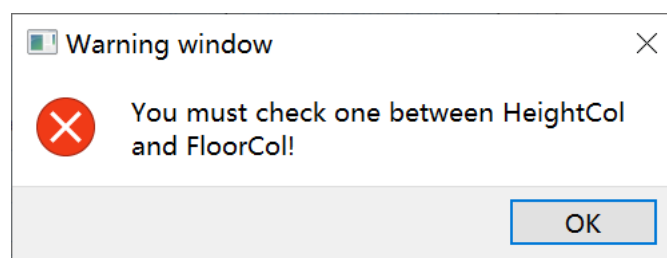 Warning window
You must check one between HeightCol
and FloorCol!
OK